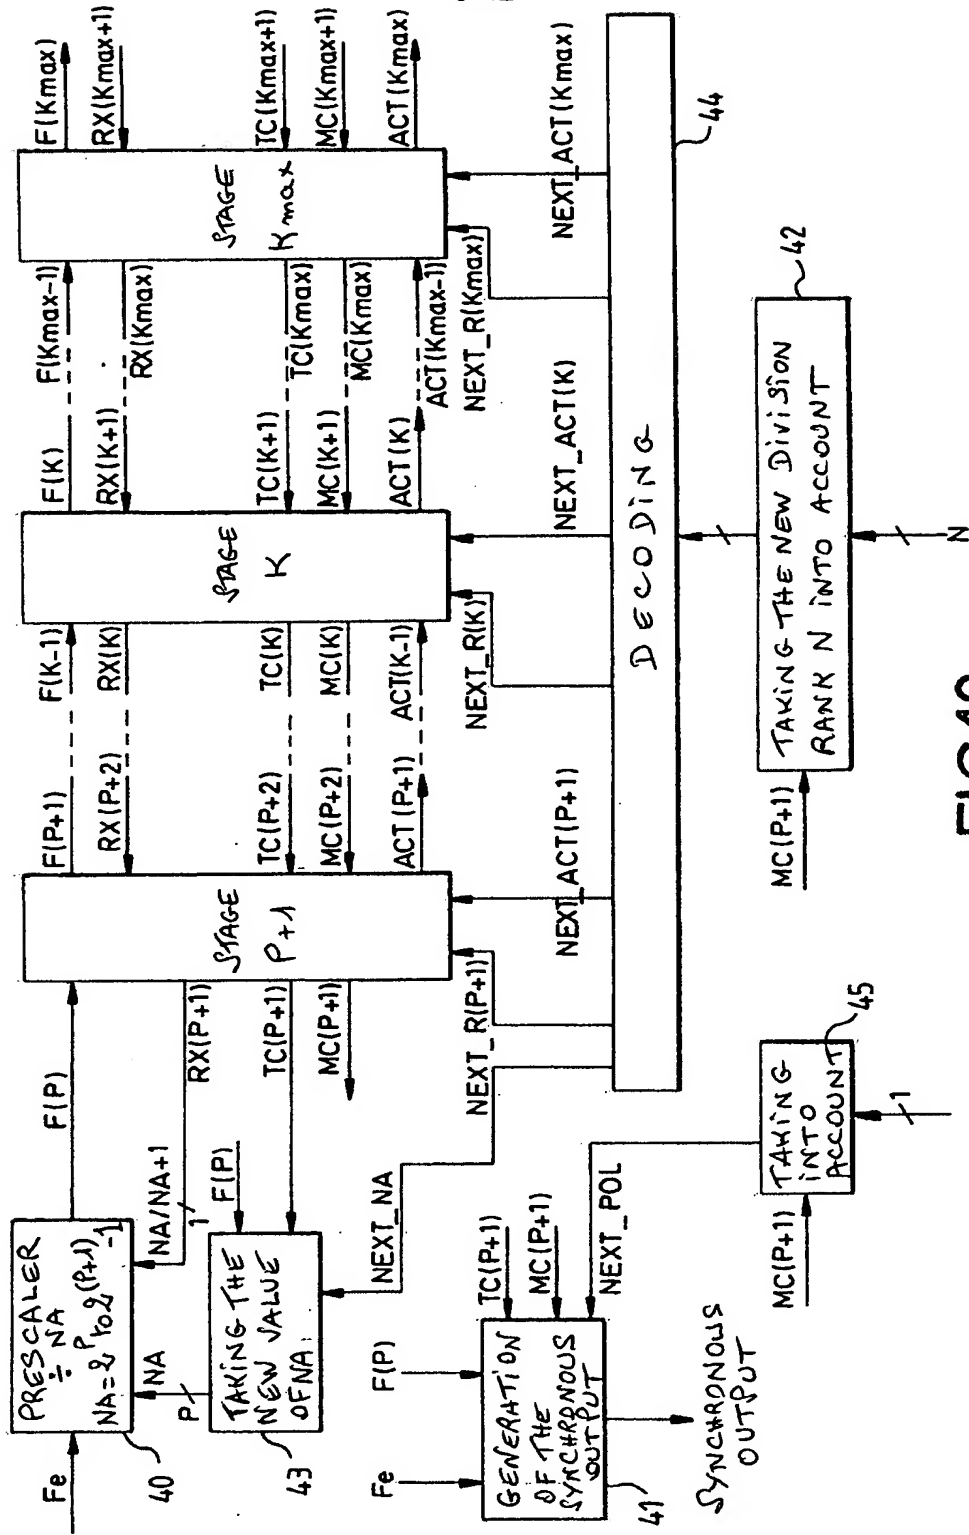 Fe
PRESCALER
÷ NA
NA=2^P to 2^(P+1)-1
40
F(P)
NA/NA+1
1
NA
P
TAKING THE
NEW VALUE
OF NA
43
F(P)
NEXT_NA
STAGE
P+1
RX(P+1)
TC(P+1)
MC(P+1)
NEXT_R(P+1)
NEXT_ACT(P+1)
F(P+1)
RX(P+2)
TC(P+2)
MC(P+2)
ACT(P+1)
F(K-1)
RX(K)
TC(K)
MC(K)
ACT(K-1)
STAGE
K
NEXT_R(K)
NEXT_ACT(K)
F(K)
RX(K+1)
TC(K+1)
MC(K+1)
ACT(K)
F(Kmax-1)
RX(Kmax)
TC(Kmax)
MC(Kmax)
ACT(Kmax-1)
STAGE
Kmax
NEXT_R(Kmax)
NEXT_ACT(Kmax)
F(Kmax)
RX(Kmax+1)
TC(Kmax+1)
MC(Kmax+1)
ACT(Kmax)
DECODING
44
Fe
F(P)
TC(P+1)
MC(P+1)
NEXT_POL
GENERATION
OF THE
SYNCHRONOUS
OUTPUT
41
SYNCHRONOUS
OUTPUT
MC(P+1)
TAKING
INTO
ACCOUNT
45
1
MC(P+1)
TAKING THE NEW DIVISION
RANK N INTO ACCOUNT
42
N